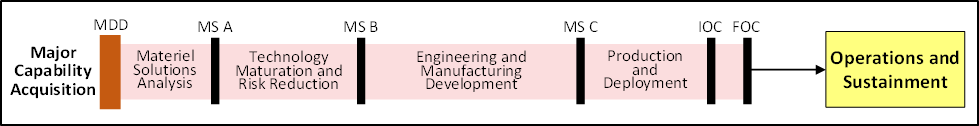 MDD
MS A
MS B
MS C
IOC
FOC
Major
Capability
Acquisition
Materiel
Solutions
Analysis
Technology
Maturation and
Risk Reduction
Engineering and
Manufacturing
Development
Production
and
Deployment
Operations and
Sustainment